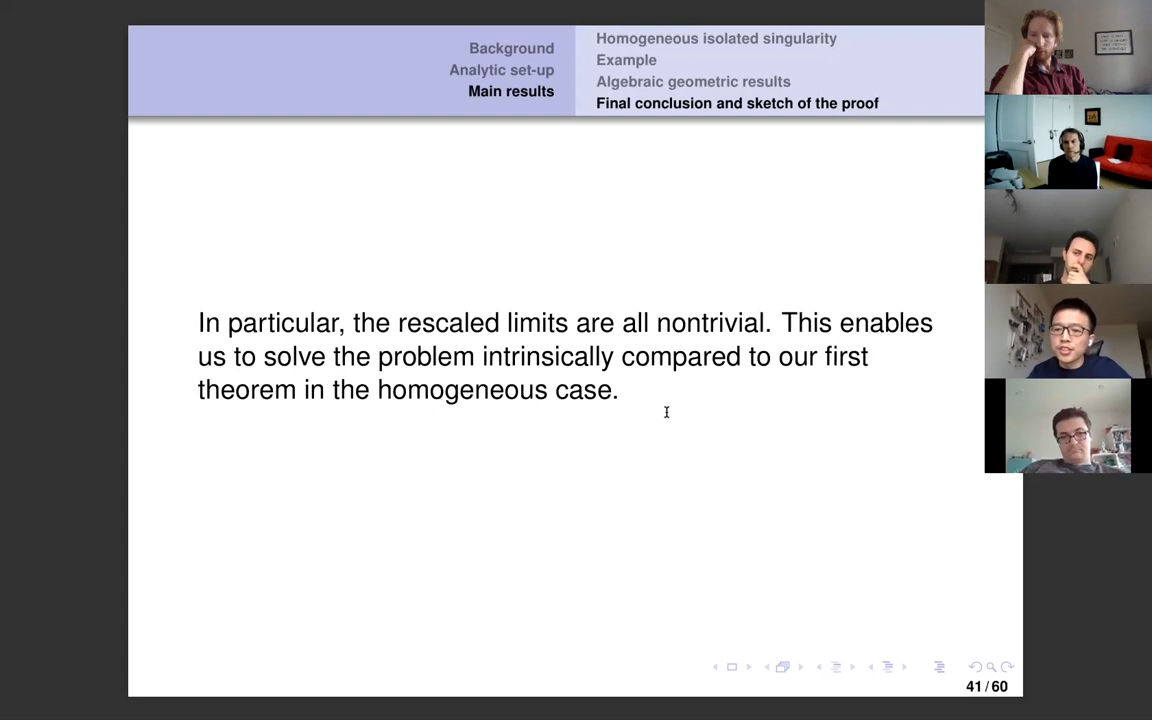 Background
Analytic set-up
Main results
Homogeneous isolated singularity
Example
Algebraic geometric results
Final conclusion and sketch of the proof
In particular, the rescaled limits are all nontrivial. This enables
us to solve the problem intrinsically compared to our first
theorem in the homogeneous case.
41/60